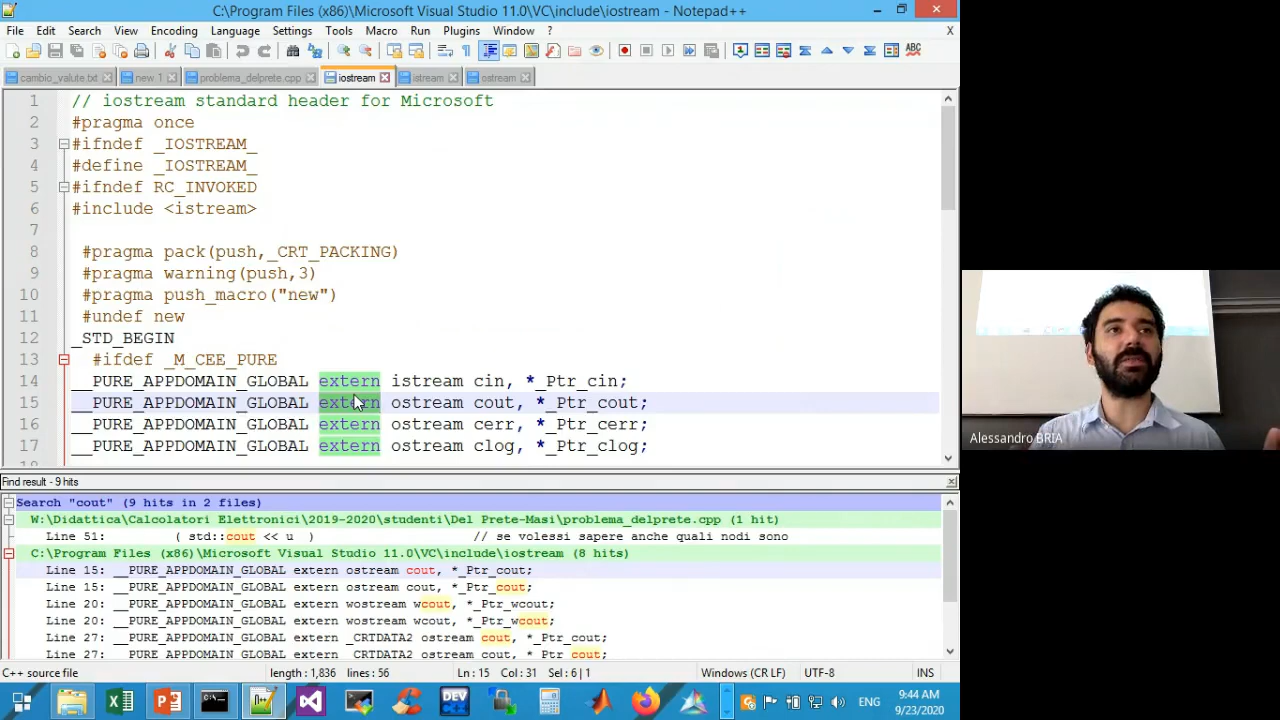 C:\Program Files (x86)\Microsoft Visual Studio 11.0\VC\include\iostream - Notepad++
File Edit Search View Encoding Language Settings Tools Macro Run Plugins Window ? X
cambio_valute.txt new 1 problema_delprete.cpp iostream istream ostream
1 // iostream standard header for Microsoft
2 #pragma once
3 #ifndef _IOSTREAM_
4 #define _IOSTREAM_
5 #ifndef RC_INVOKED
6 #include <istream>
7
8 #pragma pack(push,_CRT_PACKING)
9 #pragma warning(push,3)
10 #pragma push_macro("new")
11 #undef new
12 _STD_BEGIN
13 #ifdef _M_CEE_PURE
14 __PURE_APPDOMAIN_GLOBAL extern istream cin, *_Ptr_cin;
15 __PURE_APPDOMAIN_GLOBAL extern ostream cout, *_Ptr_cout;
16 __PURE_APPDOMAIN_GLOBAL extern ostream cerr, *_Ptr_cerr;
17 __PURE_APPDOMAIN_GLOBAL extern ostream clog, *_Ptr_clog;
Alessandro BRIA
Find result - 9 hits
Search "cout" (9 hits in 2 files)
W:\Didattica\Calcolatori Elettronici\2019-2020\studenti\Del Prete-Masi\problema_delprete.cpp (1 hit)
Line 51: ( std::cout << u ) // se volessi sapere anche quali nodi sono
C:\Program Files (x86)\Microsoft Visual Studio 11.0\VC\include\iostream (8 hits)
Line 15: __PURE_APPDOMAIN_GLOBAL extern ostream cout, *_Ptr_cout;
Line 15: __PURE_APPDOMAIN_GLOBAL extern ostream cout, *_Ptr_cout;
Line 20: __PURE_APPDOMAIN_GLOBAL extern wostream wcout, *_Ptr_wcout;
Line 20: __PURE_APPDOMAIN_GLOBAL extern wostream wcout, *_Ptr_wcout;
Line 27: __PURE_APPDOMAIN_GLOBAL extern _CRTDATA2 ostream cout, *_Ptr_cout;
Line 27: __PURE_APPDOMAIN_GLOBAL extern _CRTDATA2 ostream cout, *_Ptr_cout;
C++ source file length : 1,836 lines : 56 Ln : 15 Col : 31 Sel : 6 | 1 Windows (CR LF) UTF-8 INS
DEV
ENG
9:44 AM
9/23/2020